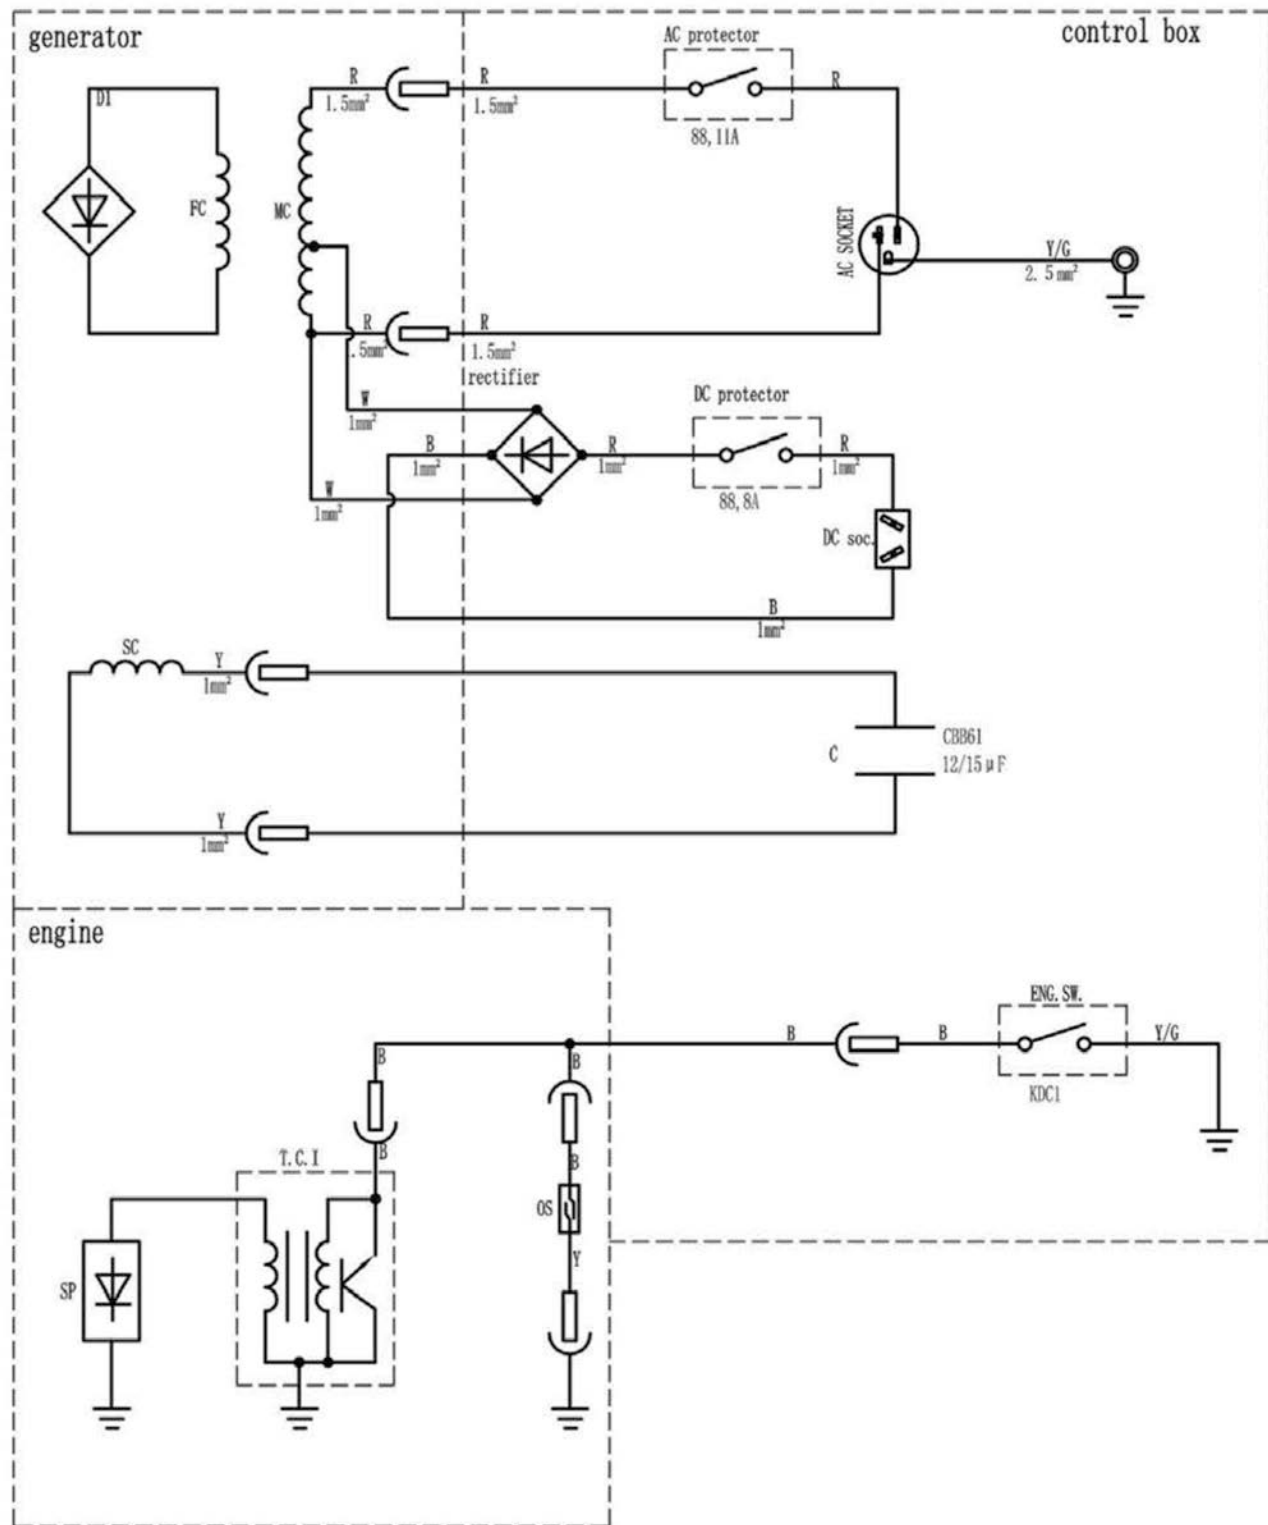 generator
control box
AC protector
D1
R
1.5mm²
R
1.5mm²
R
88,11A
FC
MC
AC SOCKET
Y/G
2.5mm²
R
.5mm²
R
1.5mm²
rectifier
W
1mm²
DC protector
B
1mm²
R
1mm²
R
1mm²
88,8A
W
1mm²
DC soc.
B
1mm²
SC
Y
1mm²
C
CBB61
12/15μF
Y
1mm²
engine
ENG.SW.
B
B
B
B
Y/G
KDC1
B
T.C.I
B
OS
Y
SP